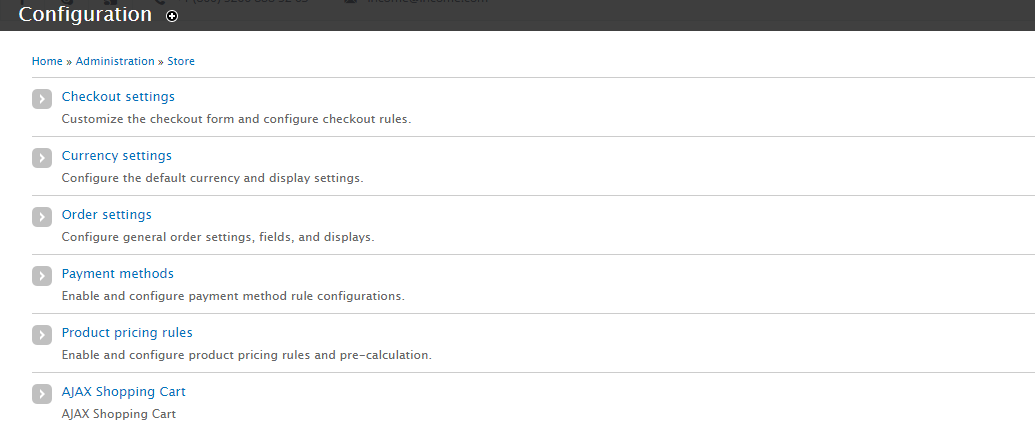 Configuration
Home » Administration » Store
Checkout settings
Customize the checkout form and configure checkout rules.
Currency settings
Configure the default currency and display settings.
Order settings
Configure general order settings, fields, and displays.
Payment methods
Enable and configure payment method rule configurations.
Product pricing rules
Enable and configure product pricing rules and pre-calculation.
AJAX Shopping Cart
AJAX Shopping Cart